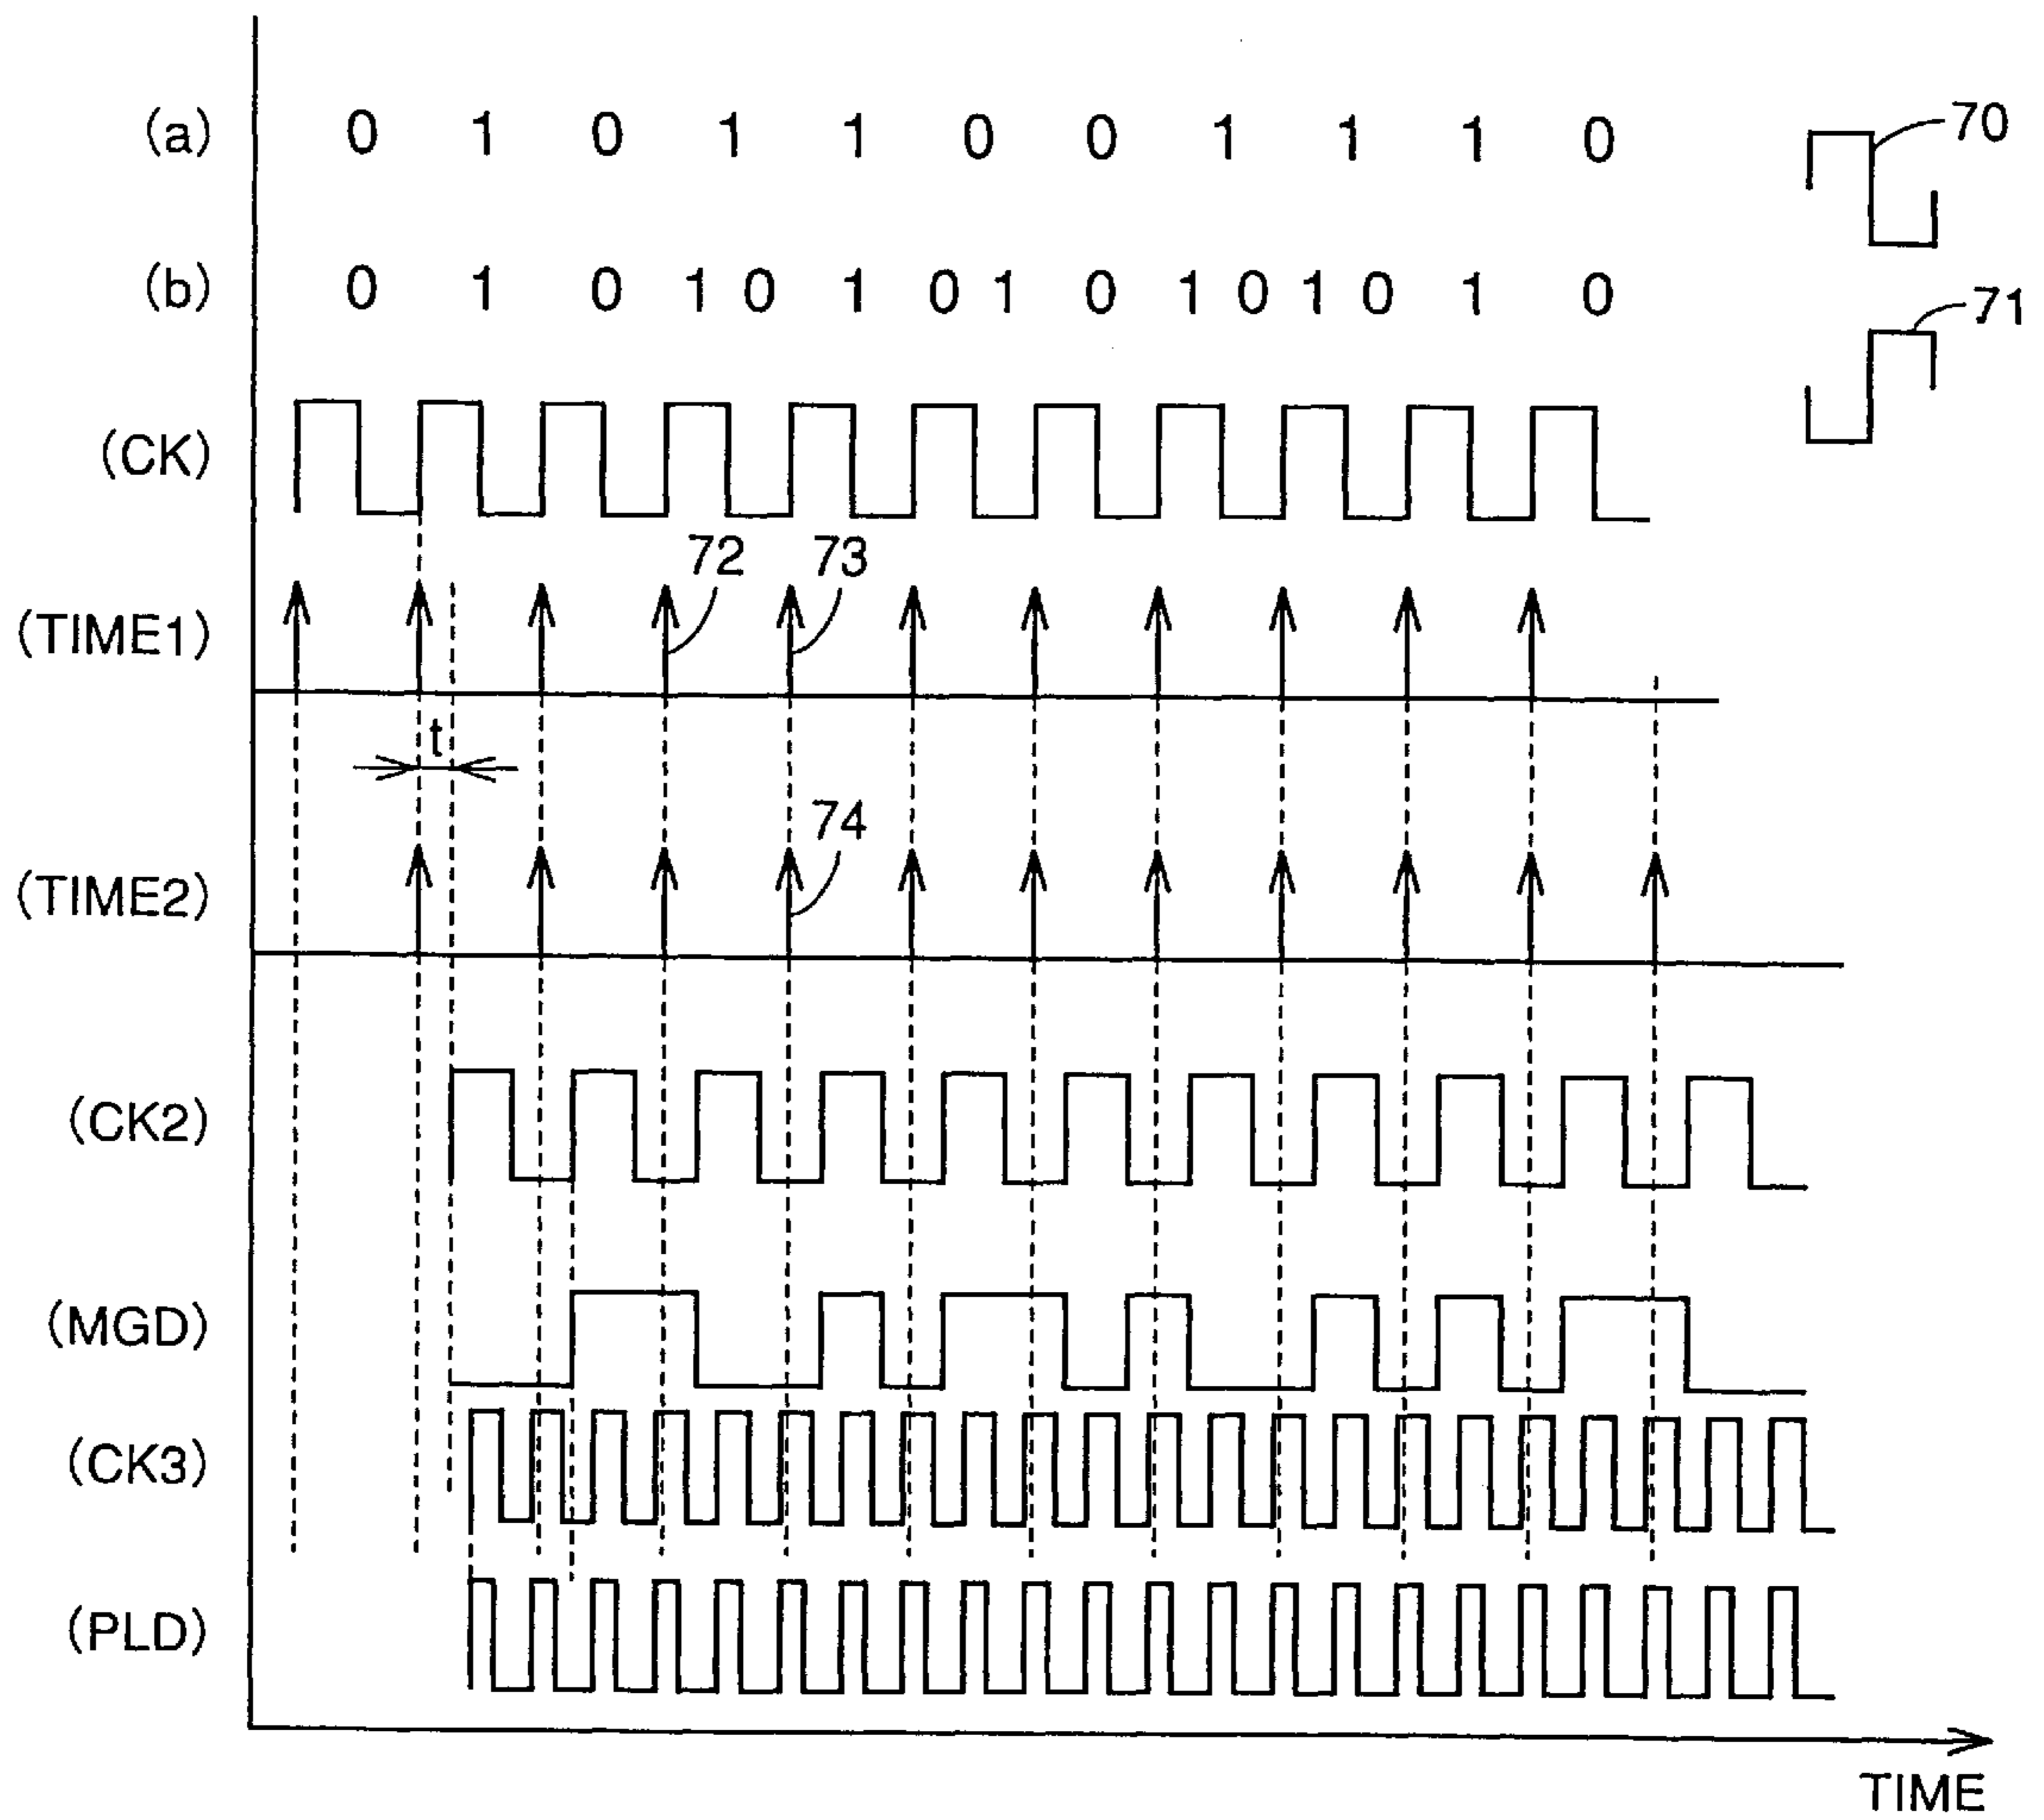 (a) 0 1 0 1 1 0 0 1 1 1 0 70
(b) 0 1 0 1 0 1 0 1 0 1 0 1 0 1 0 71
(CK)
72 73
(TIME1)
t
74
(TIME2)
(CK2)
(MGD)
(CK3)
(PLD)
TIME